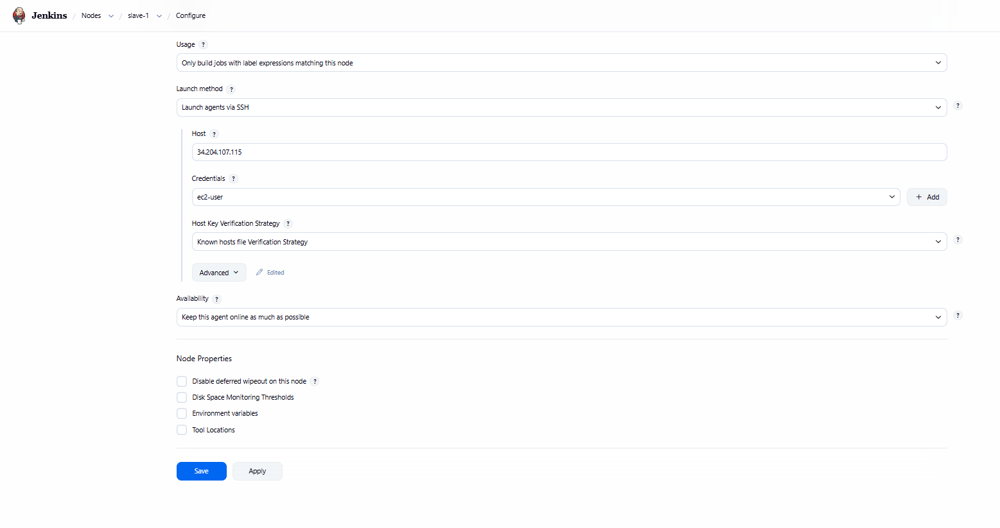 Jenkins / Nodes / slave-1 / Configure
Usage ?
Only build jobs with label expressions matching this node
Launch method ?
Launch agents via SSH
?
Host ?
34.204.107.115
Credentials ?
ec2-user
+ Add
Host Key Verification Strategy ?
Known hosts file Verification Strategy
?
Advanced
Edited
Availability ?
Keep this agent online as much as possible
?
Node Properties
Disable deferred wipeout on this node ?
Disk Space Monitoring Thresholds
Environment variables
Tool Locations
Save
Apply